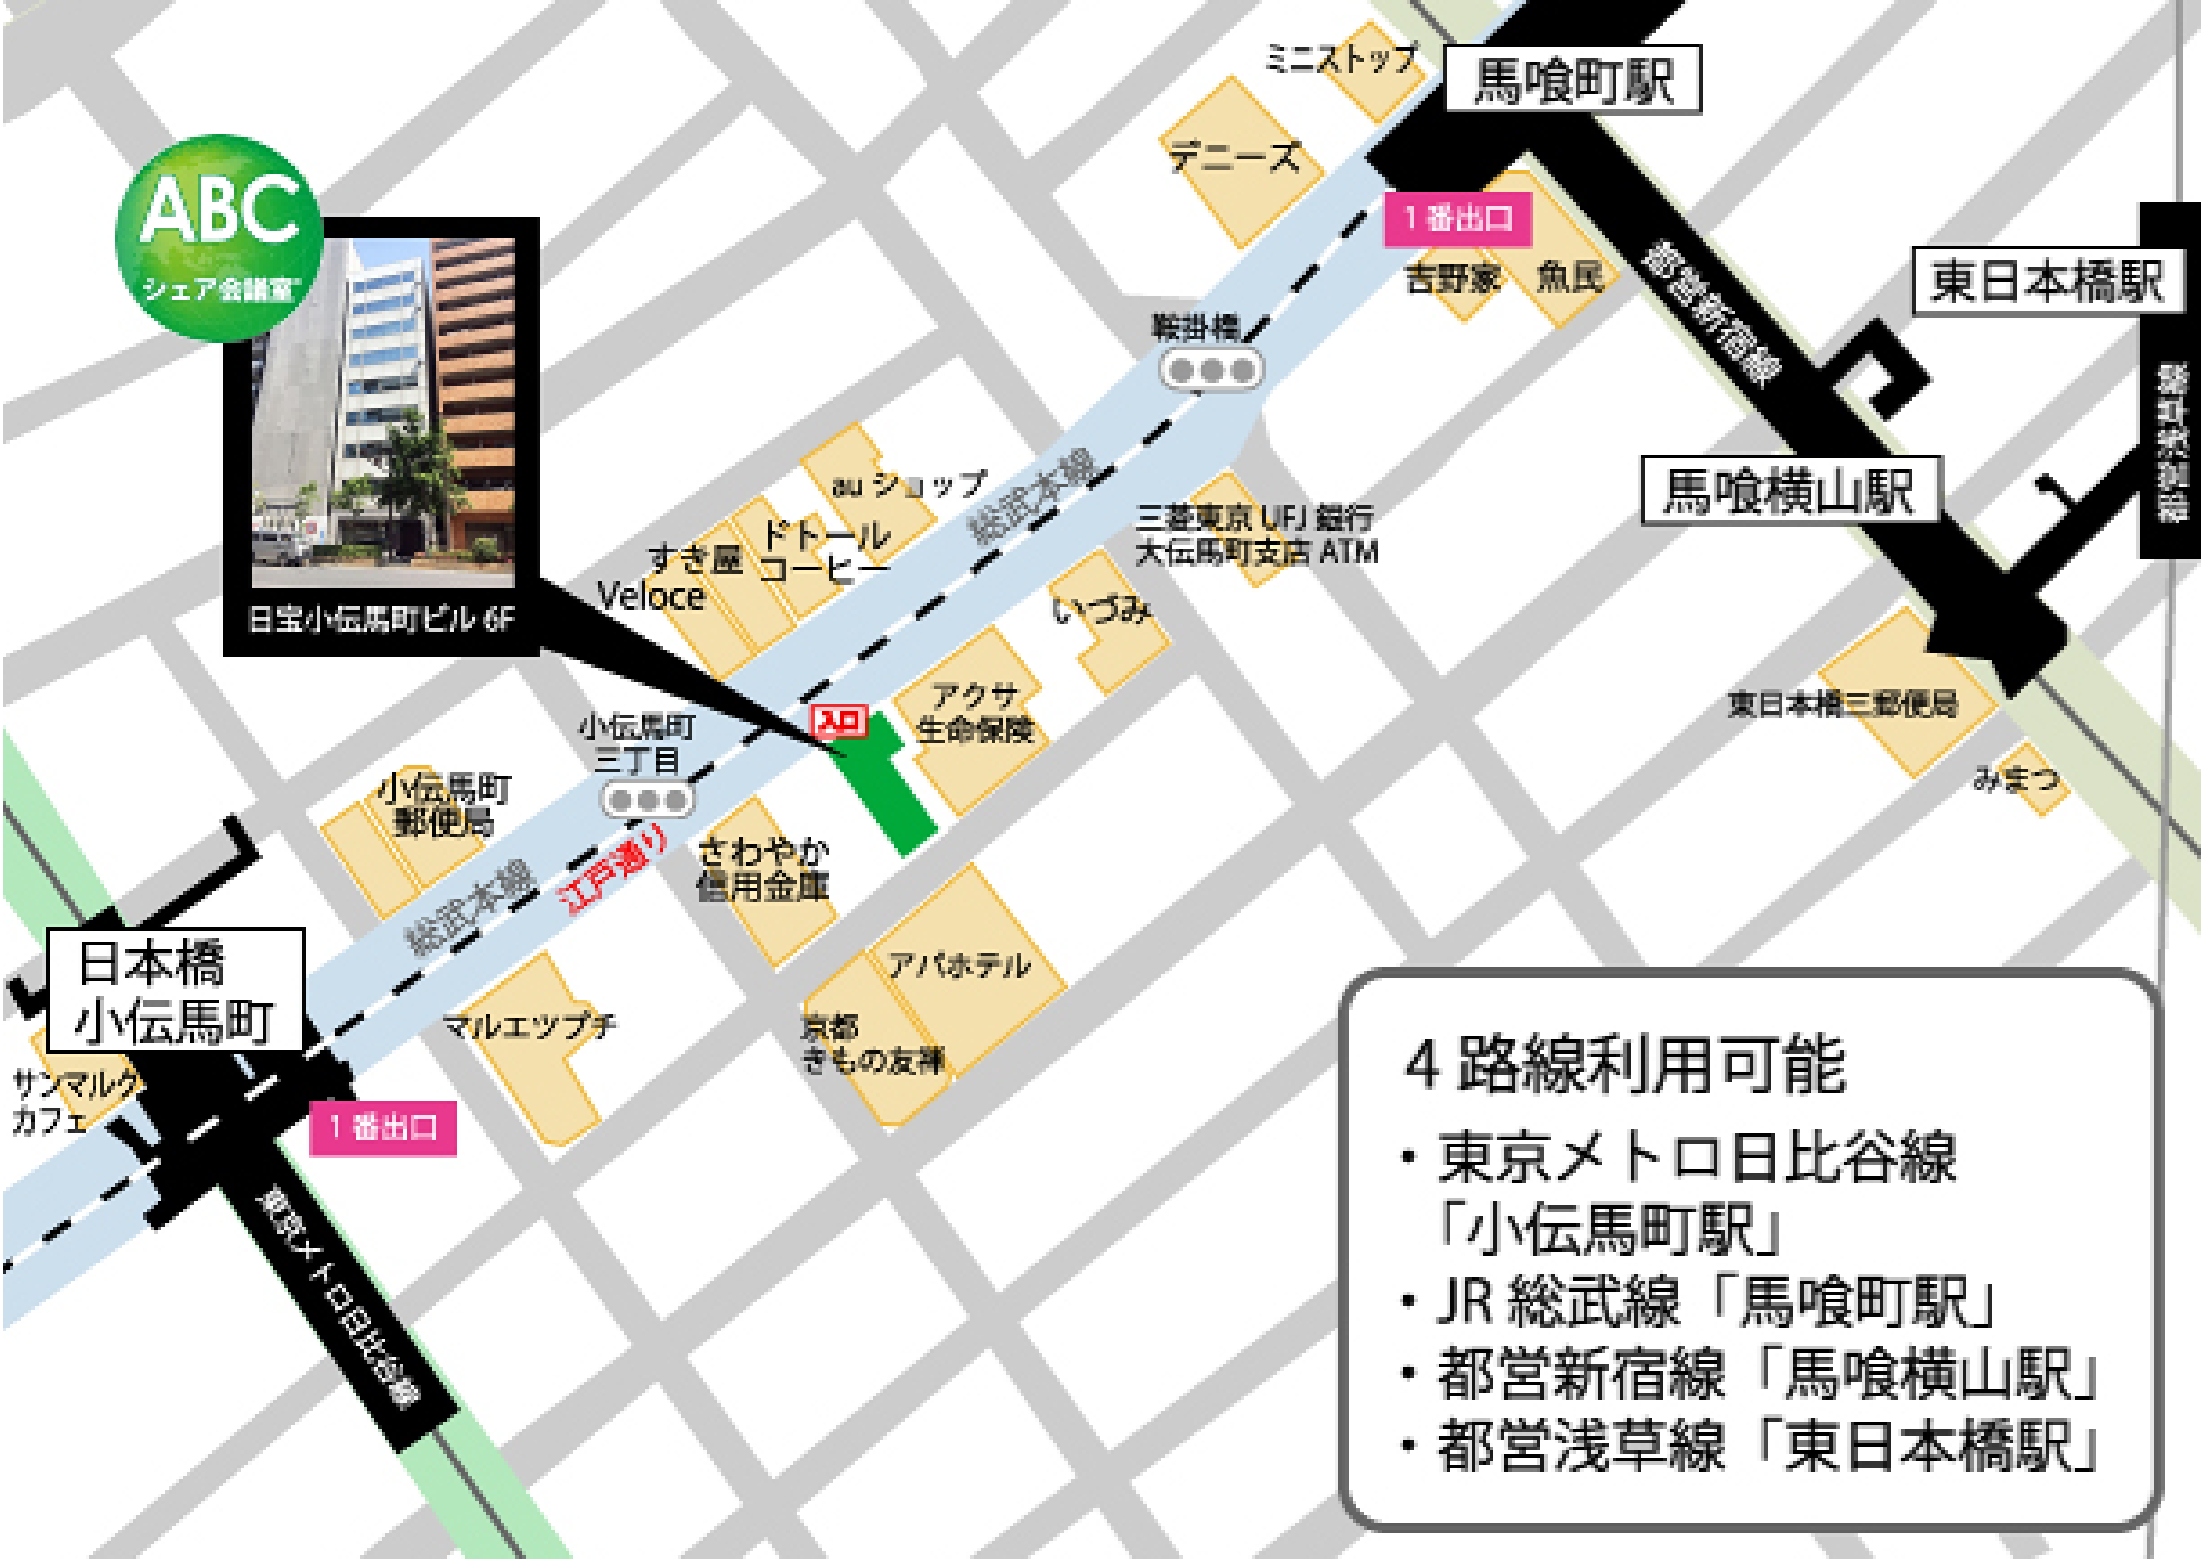 ミニストップ
馬喰町駅
デニーズ
ABC
シェア会議室
1番出口
吉野家
魚民
都営新宿線
東日本橋駅
鞍掛橋
都営浅草線
総武本線
au ショップ
ドトール
コーヒー
すき屋
Veloce
三菱東京 UFJ 銀行
大伝馬町支店 ATM
馬喰横山駅
いづみ
日宝小伝馬町ビル 6F
アクサ
生命保険
入口
小伝馬町
三丁目
東日本橋三郵便局
みまつ
小伝馬町
郵便局
江戸通り
さわやか
信用金庫
総武本線
日本橋
小伝馬町
アパホテル
マルエツプチ
京都
きもの友禅
サンマルク
カフェ
1番出口
東京メトロ日比谷線
4 路線利用可能
・東京メトロ日比谷線
「小伝馬町駅」
・JR 総武線「馬喰町駅」
・都営新宿線「馬喰横山駅」
・都営浅草線「東日本橋駅」